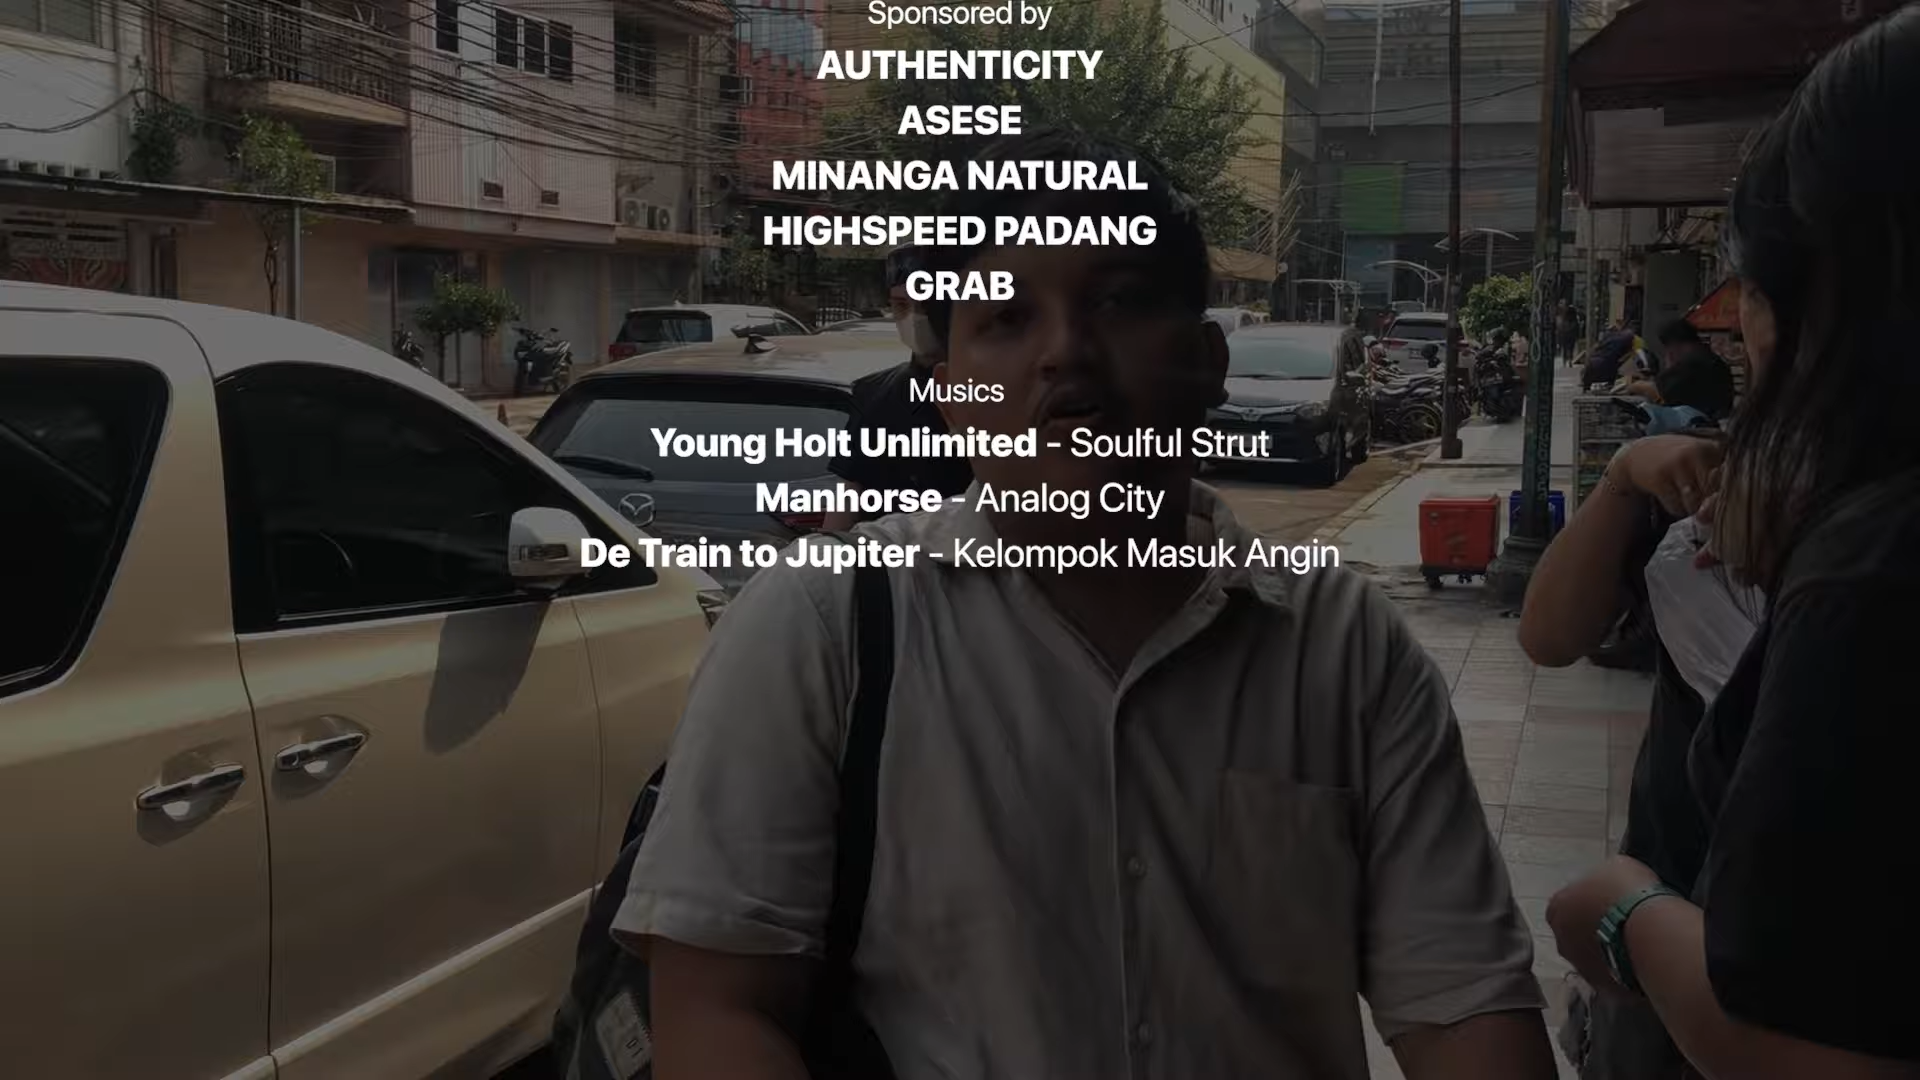 Sponsored by
AUTHENTICITY
ASESE
MINANGA NATURAL
HIGHSPEED PADANG
GRAB
Musics
Young Holt Unlimited - Soulful Strut
Manhorse - Analog City
De Train to Jupiter - Kelompok Masuk Angin